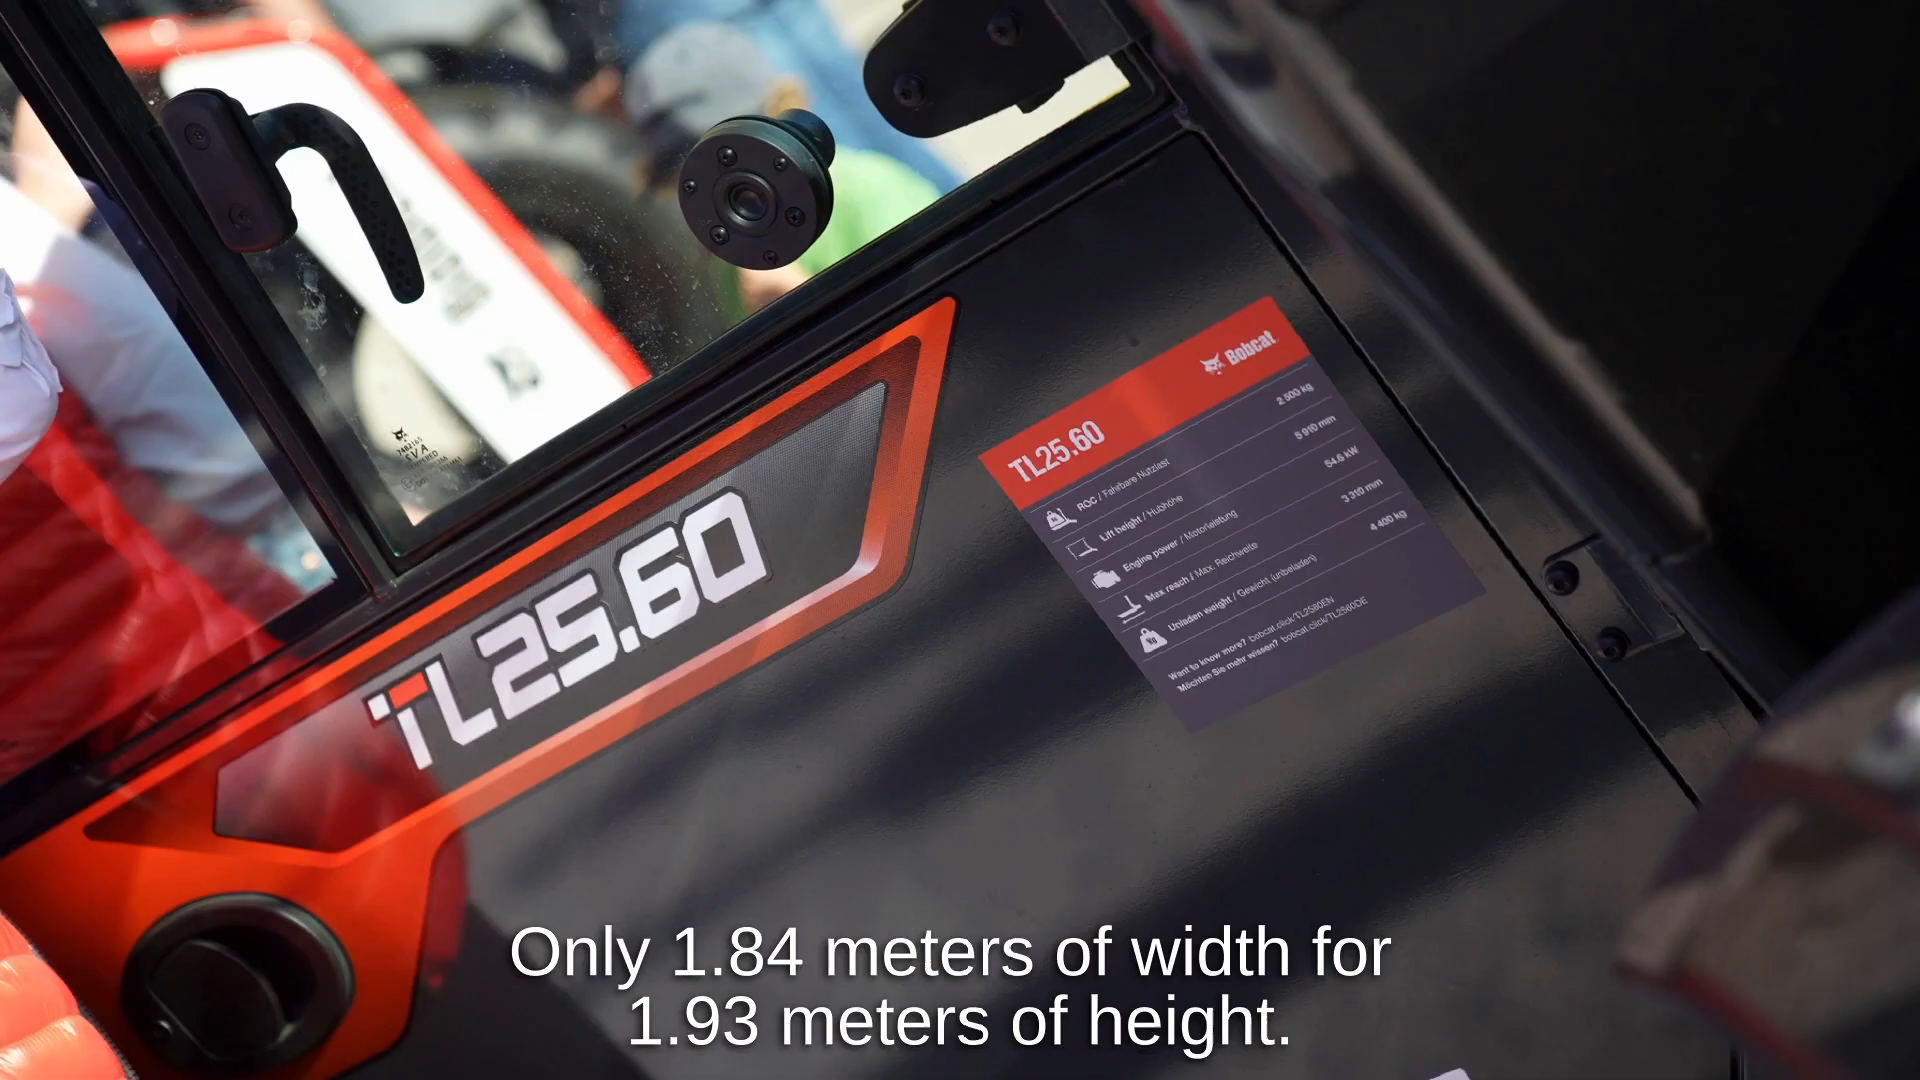 7482165
SVA
TEMPERED
TL25.60
Bobcat
TL25.60
ROC / Fahrbare Nutzlast 2 500 kg
Lift height / Hubhöhe 5 910 mm
Engine power / Motorleistung 54.6 kW
Max reach / Max. Reichweite 3 310 mm
Unladen weight / Gewicht (unbeladen) 4 400 kg
Want to know more? bobcat.click/TL2560EN
Möchten Sie mehr wissen? bobcat.click/TL2560DE
Only 1.84 meters of width for
1.93 meters of height.